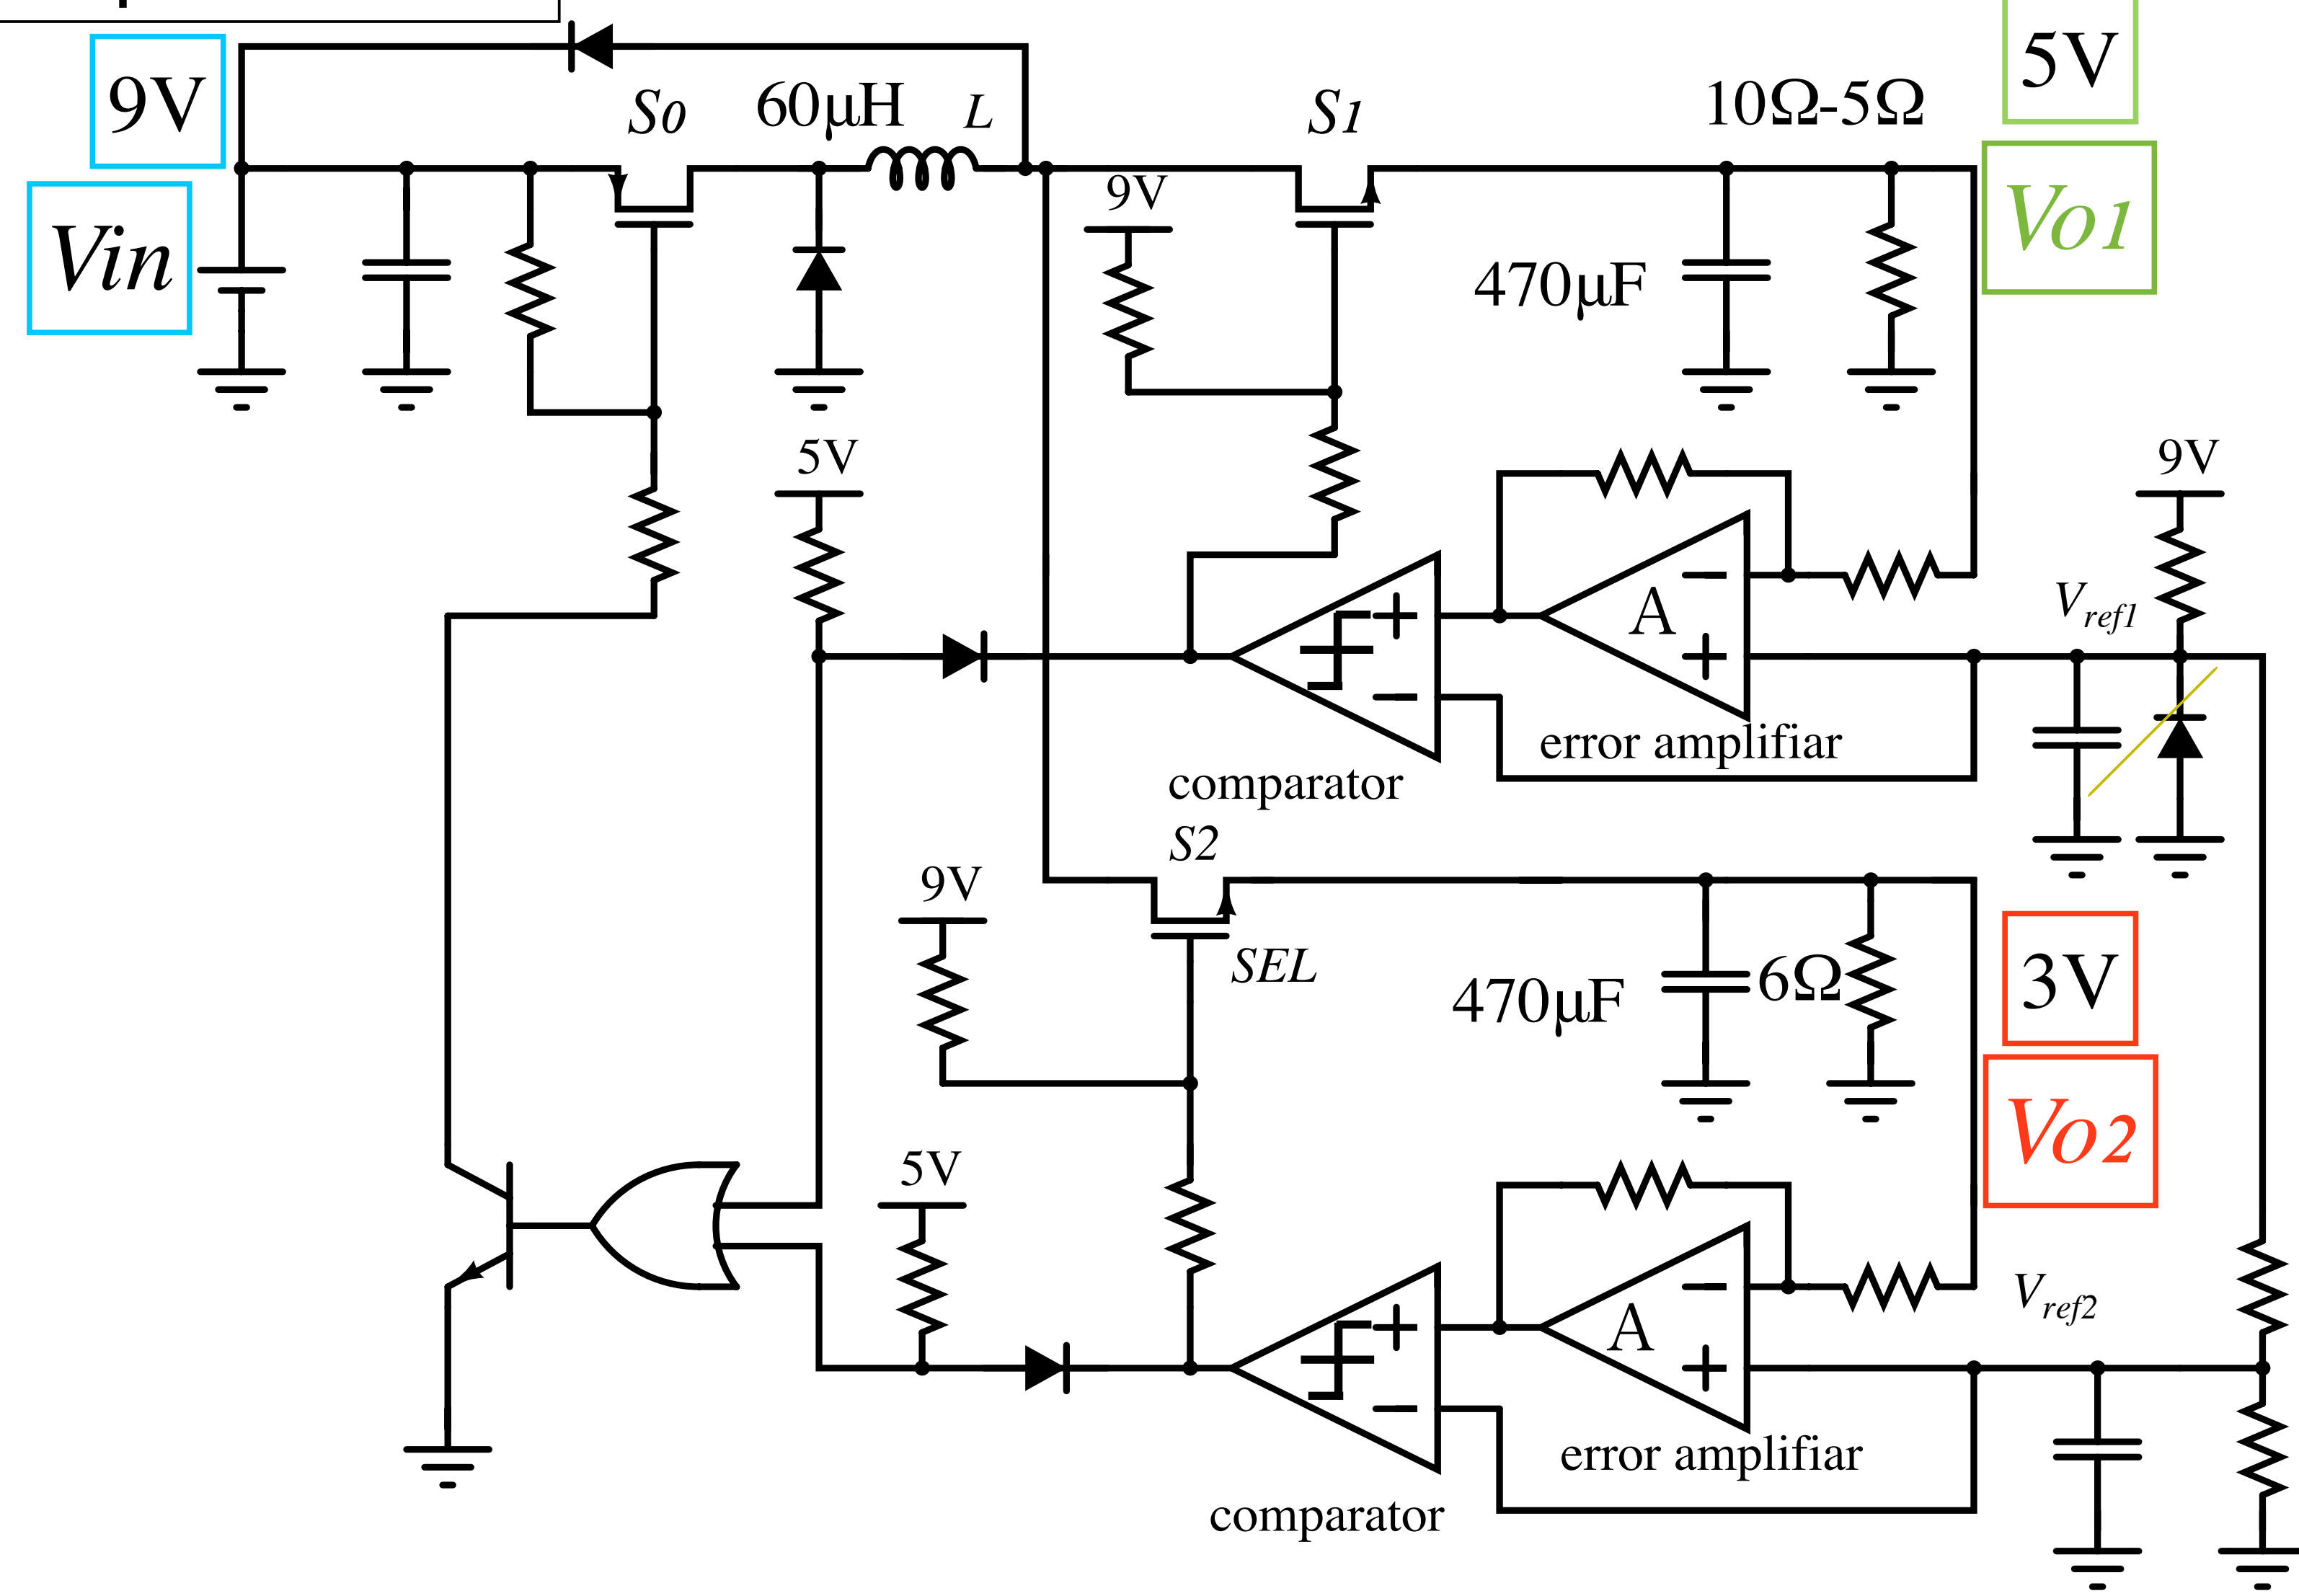 9V
Vin
S0
60μH
L
S1
9V
10Ω-5Ω
5V
Vo1
470μF
5V
9V
Vref1
A
+
−
−
+
error amplifiar
comparator
S2
9V
SEL
470μF
6Ω
3V
Vo2
5V
A
+
−
−
+
Vref2
error amplifiar
comparator